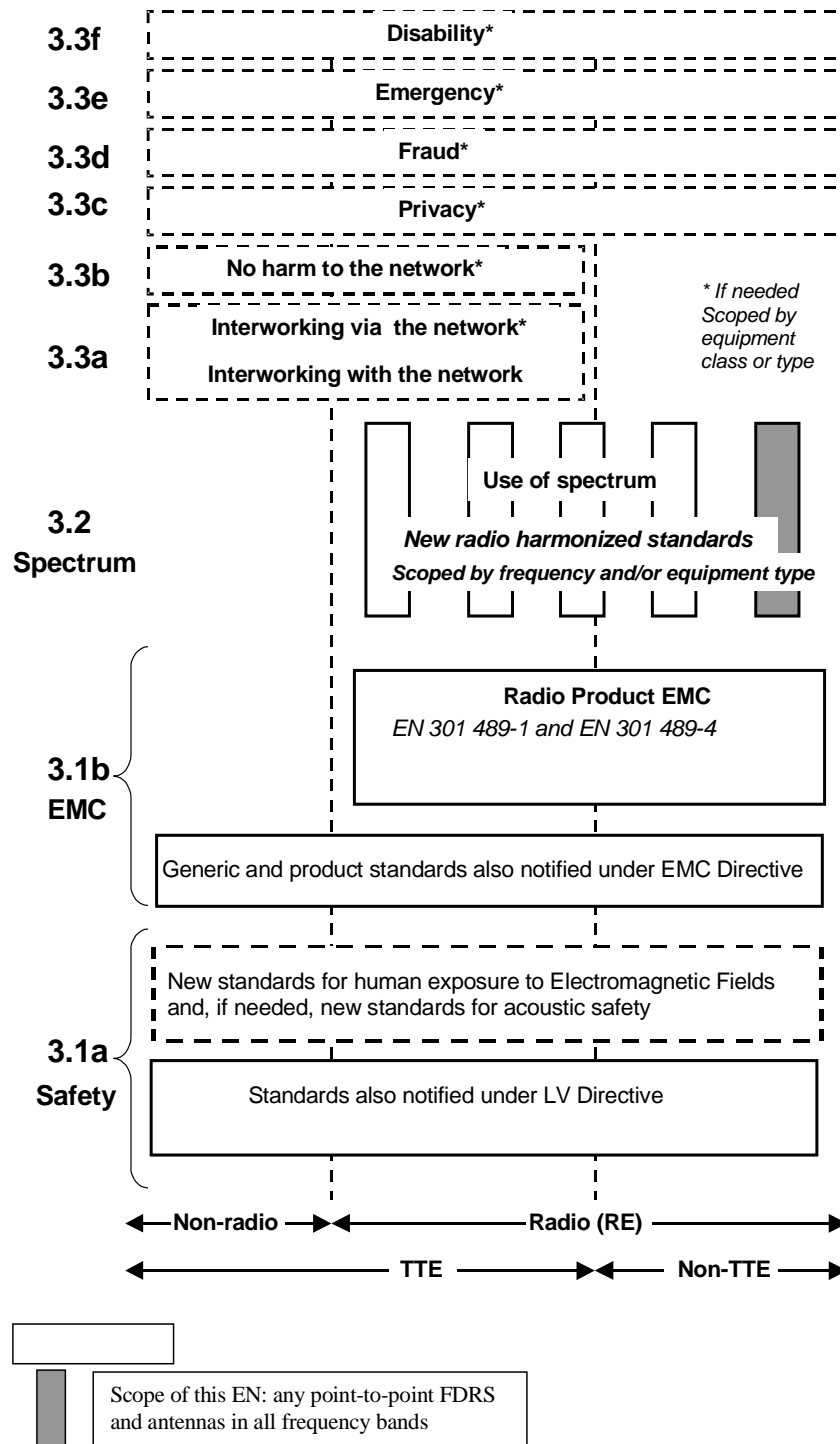 3.3f
Disability*
3.3e
Emergency*
3.3d
Fraud*
3.3c
Privacy*
3.3b
No harm to the network*
* If needed
Scoped by
equipment
class or type
3.3a
Interworking via the network*
Interworking with the network
3.2
Spectrum
Use of spectrum
New radio harmonized standards
Scoped by frequency and/or equipment type
3.1b
EMC
Radio Product EMC
EN 301 489-1 and EN 301 489-4
Generic and product standards also notified under EMC Directive
3.1a
Safety
New standards for human exposure to Electromagnetic Fields
and, if needed, new standards for acoustic safety
Standards also notified under LV Directive
Non-radio
Radio (RE)
TTE
Non-TTE
Scope of this EN: any point-to-point FDRS
and antennas in all frequency bands